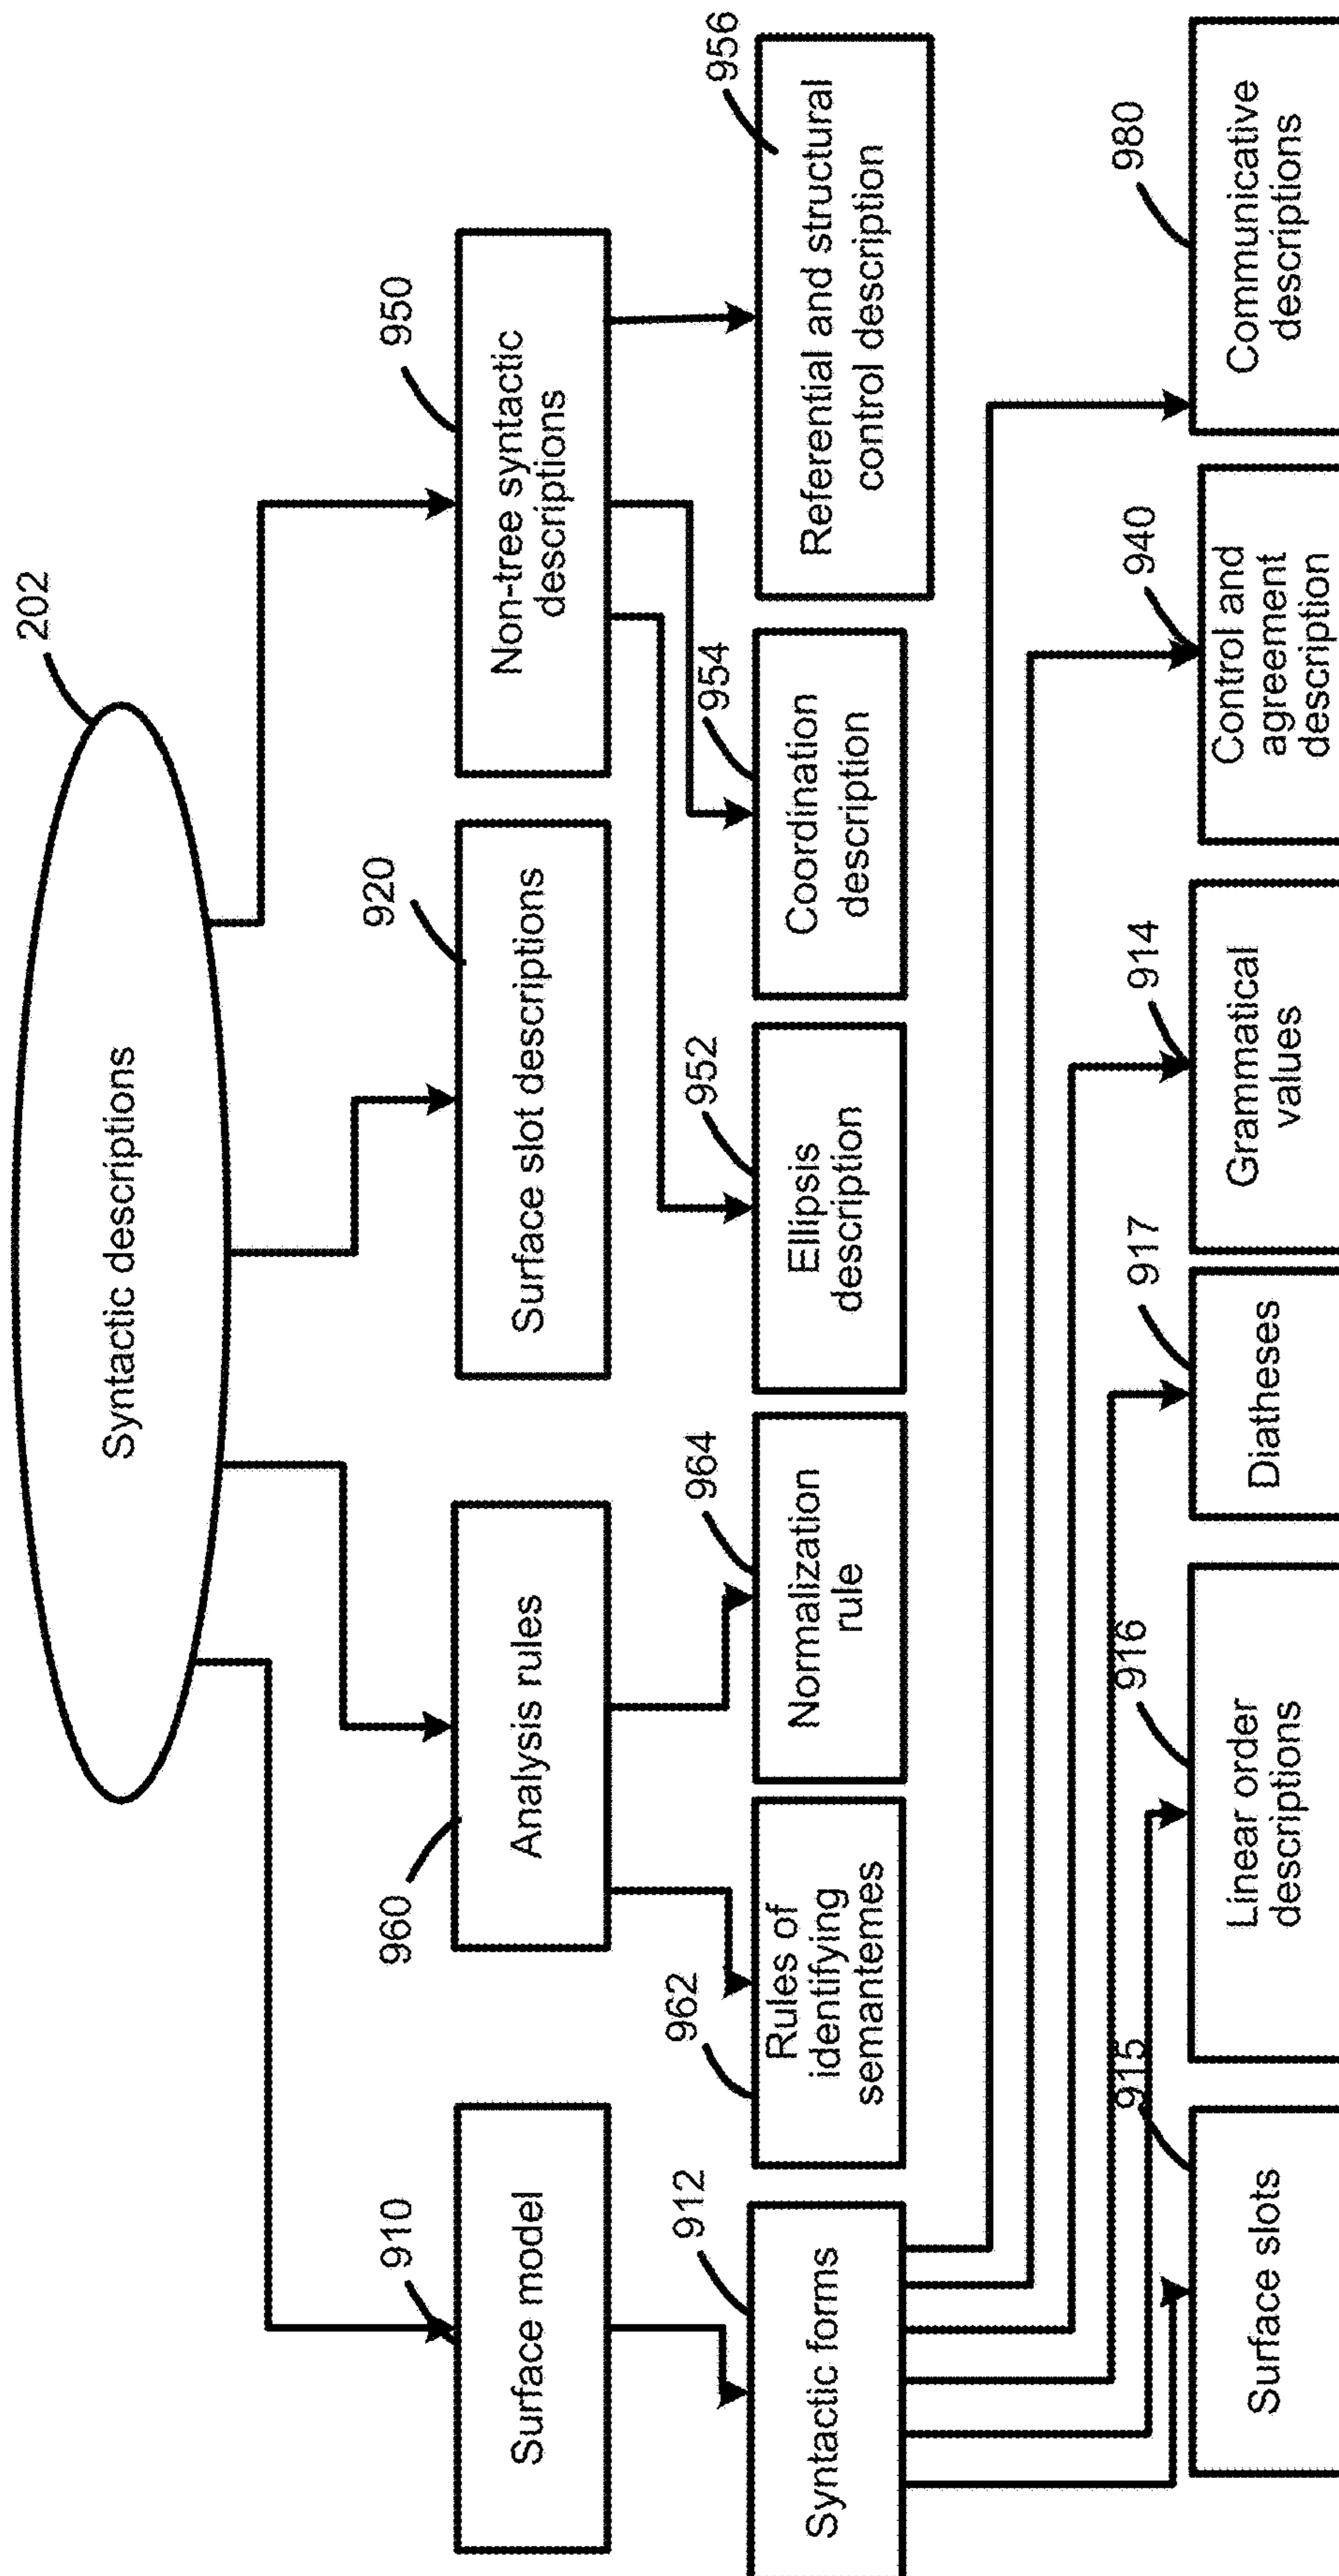 202
Syntactic descriptions
910
Surface model
960
Analysis rules
920
Surface slot descriptions
950
Non-tree syntactic
descriptions
912
Syntactic forms
962
Rules of
identifying
semantemes
964
Normalization
rule
952
Ellipsis
description
954
Coordination
description
956
Referential and structural
control description
915
Surface slots
916
Linear order
descriptions
917
Diatheses
914
Grammatical
values
940
Control and
agreement
description
980
Communicative
descriptions